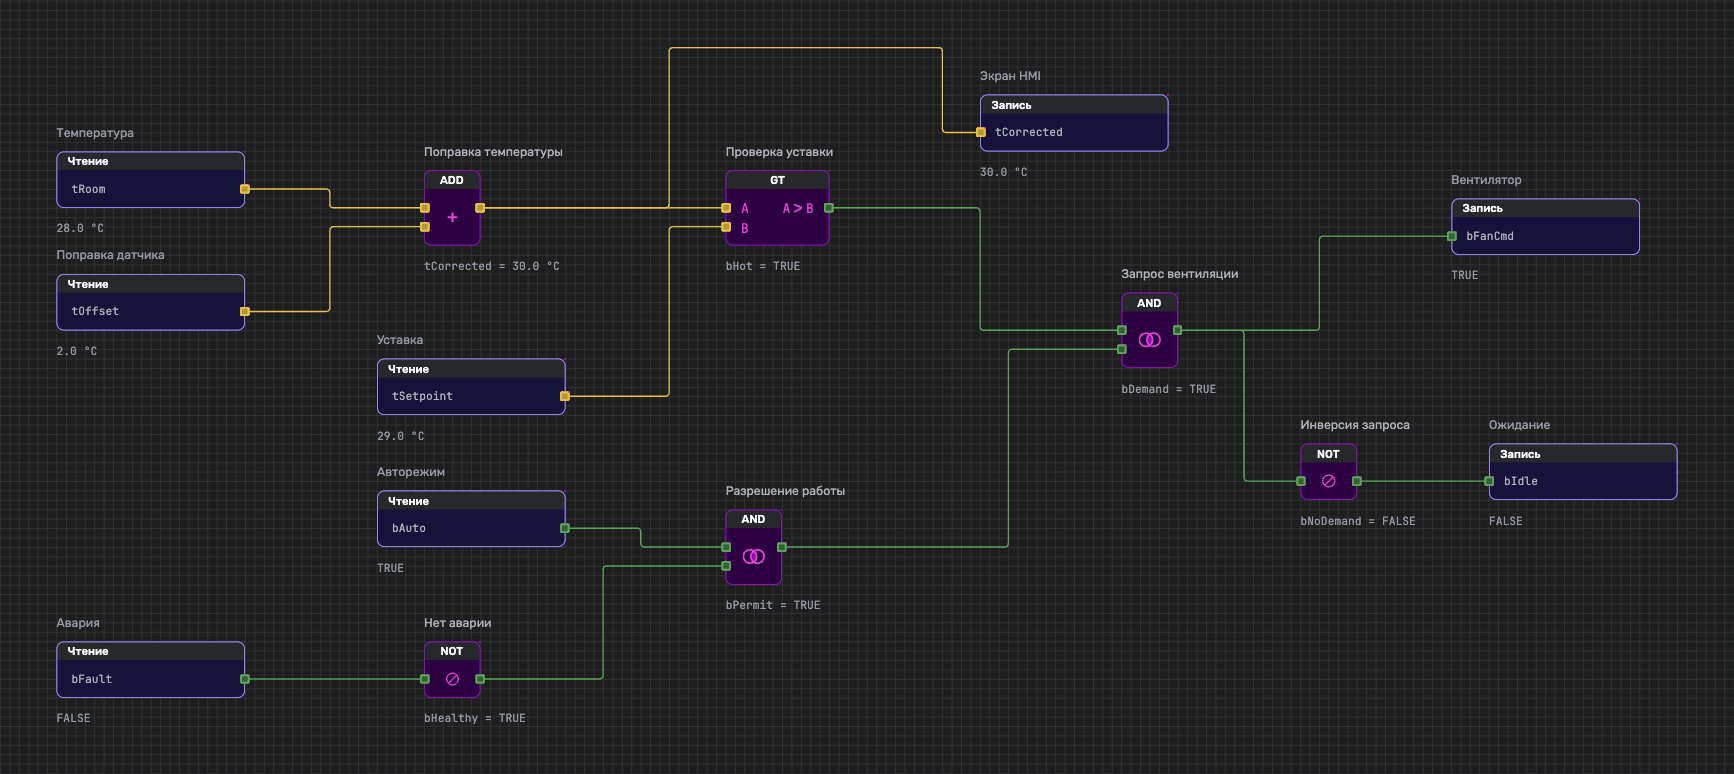 Экран HMI
Запись
tCorrected
30.0 °C
Температура
Чтение
tRoom
28.0 °C
Поправка датчика
Чтение
tOffset
2.0 °C
Поправка температуры
ADD
+
tCorrected = 30.0 °C
Проверка уставки
GT
A A>B
B
bHot = TRUE
Вентилятор
Запись
bFanCmd
TRUE
Запрос вентиляции
AND
bDemand = TRUE
Уставка
Чтение
tSetpoint
29.0 °C
Авторежим
Чтение
bAuto
TRUE
Разрешение работы
AND
bPermit = TRUE
Инверсия запроса
NOT
bNoDemand = FALSE
Ожидание
Запись
bIdle
FALSE
Авария
Чтение
bFault
FALSE
Нет аварии
NOT
bHealthy = TRUE